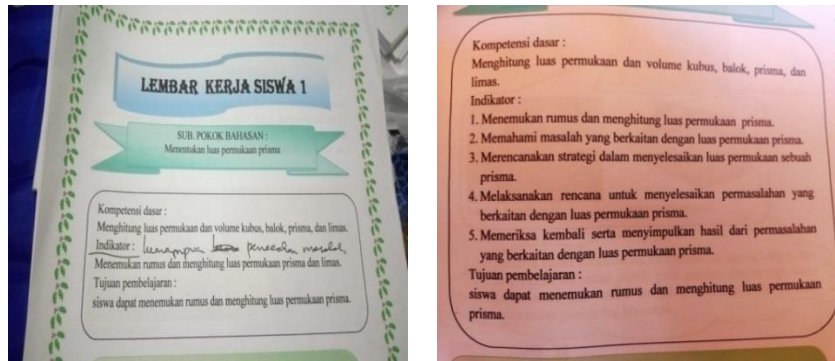 LEMBAR KERJA SISWA 1
SUB. POKOK BAHASAN :
Menentukan luas permukaan prisma
Kompetensi dasar :
Menghitung luas permukaan dan volume kubus, balok, prisma, dan limas.
Indikator :
Menemukan rumus dan menghitung luas permukaan prisma dan limas.
Tujuan pembelajaran :
siswa dapat menemukan rumus dan menghitung luas permukaan prisma.
Kompetensi dasar :
Menghitung luas permukaan dan volume kubus, balok, prisma, dan
limas.
Indikator :
1. Menemukan rumus dan menghitung luas permukaan prisma.
2. Memahami masalah yang berkaitan dengan luas permukaan prisma.
3. Merencanakan strategi dalam menyelesaikan luas permukaan sebuah
prisma.
4. Melaksanakan rencana untuk menyelesaikan permasalahan yang
berkaitan dengan luas permukaan prisma.
5. Memeriksa kembali serta menyimpulkan hasil dari permasalahan
yang berkaitan dengan luas permukaan prisma.
Tujuan pembelajaran :
siswa dapat menemukan rumus dan menghitung luas permukaan
prisma.